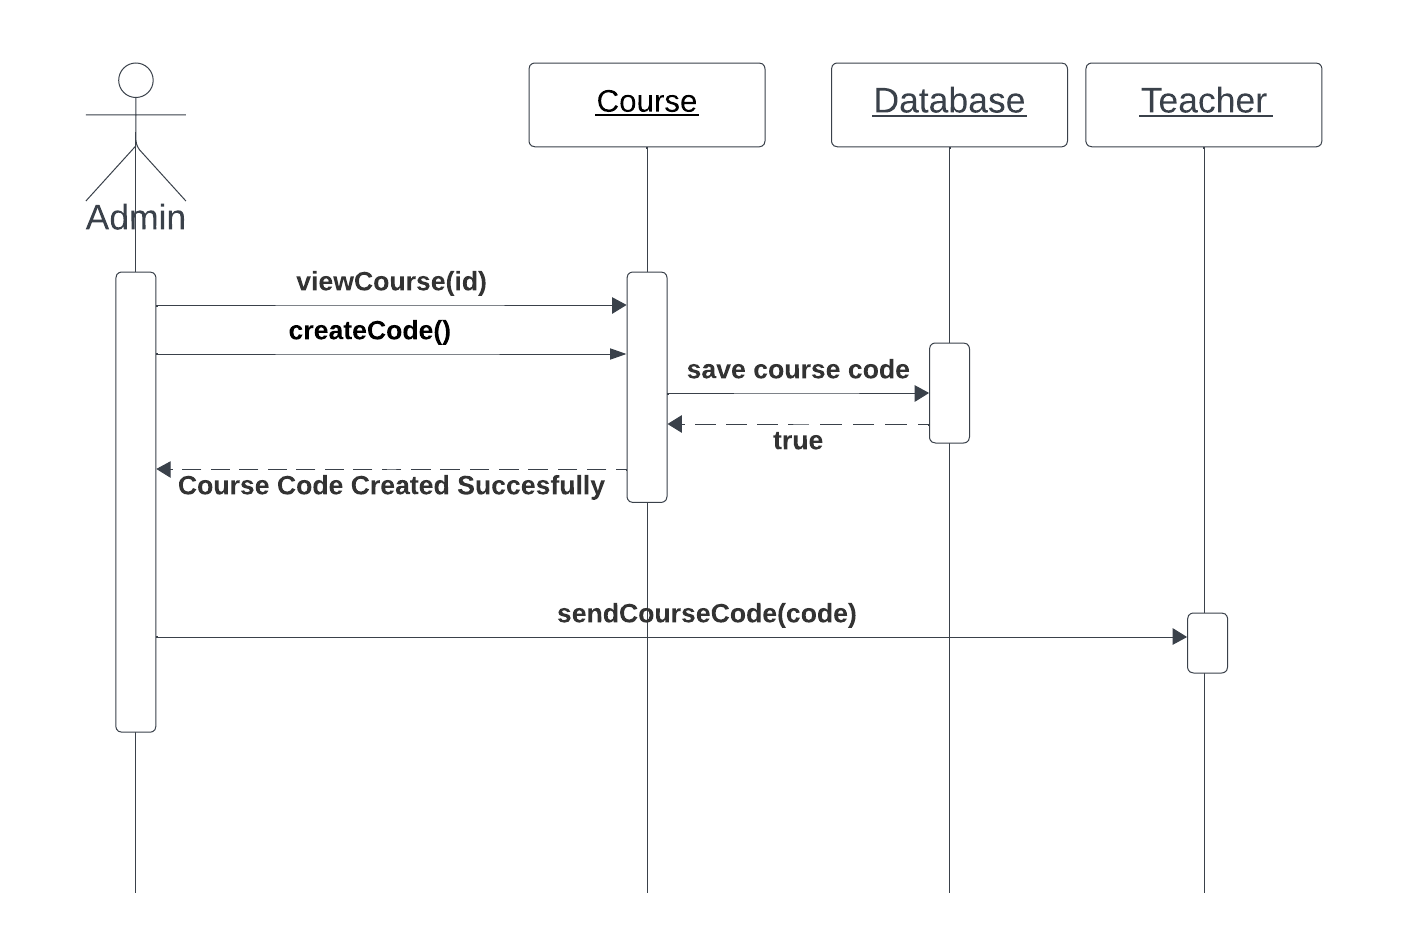 Course
Database
Teacher
Admin
viewCourse(id)
createCode()
save course code
true
Course Code Created Succesfully
sendCourseCode(code)